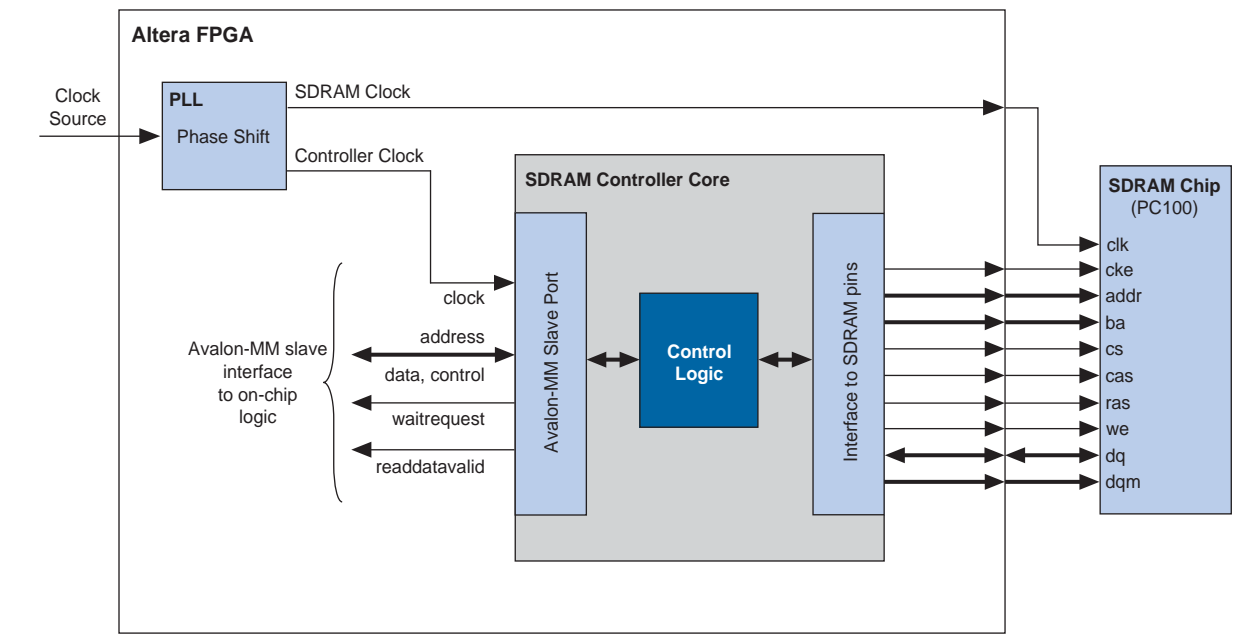 Altera FPGA
Clock
Source
PLL
Phase Shift
SDRAM Clock
Controller Clock
SDRAM Controller Core
SDRAM Chip
(PC100)
Avalon-MM slave
interface
to on-chip
logic
clock
address
data, control
waitrequest
readdatavalid
Avalon-MM Slave Port
Control
Logic
Interface to SDRAM pins
clk
cke
addr
ba
cs
cas
ras
we
dq
dqm